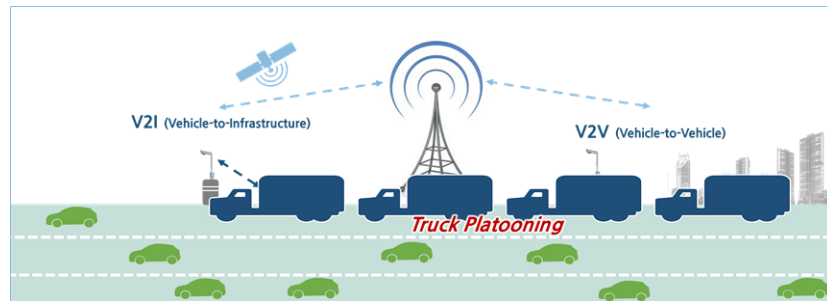 V2I (Vehicle-to-Infrastructure)
V2V (Vehicle-to-Vehicle)
Truck Platooning